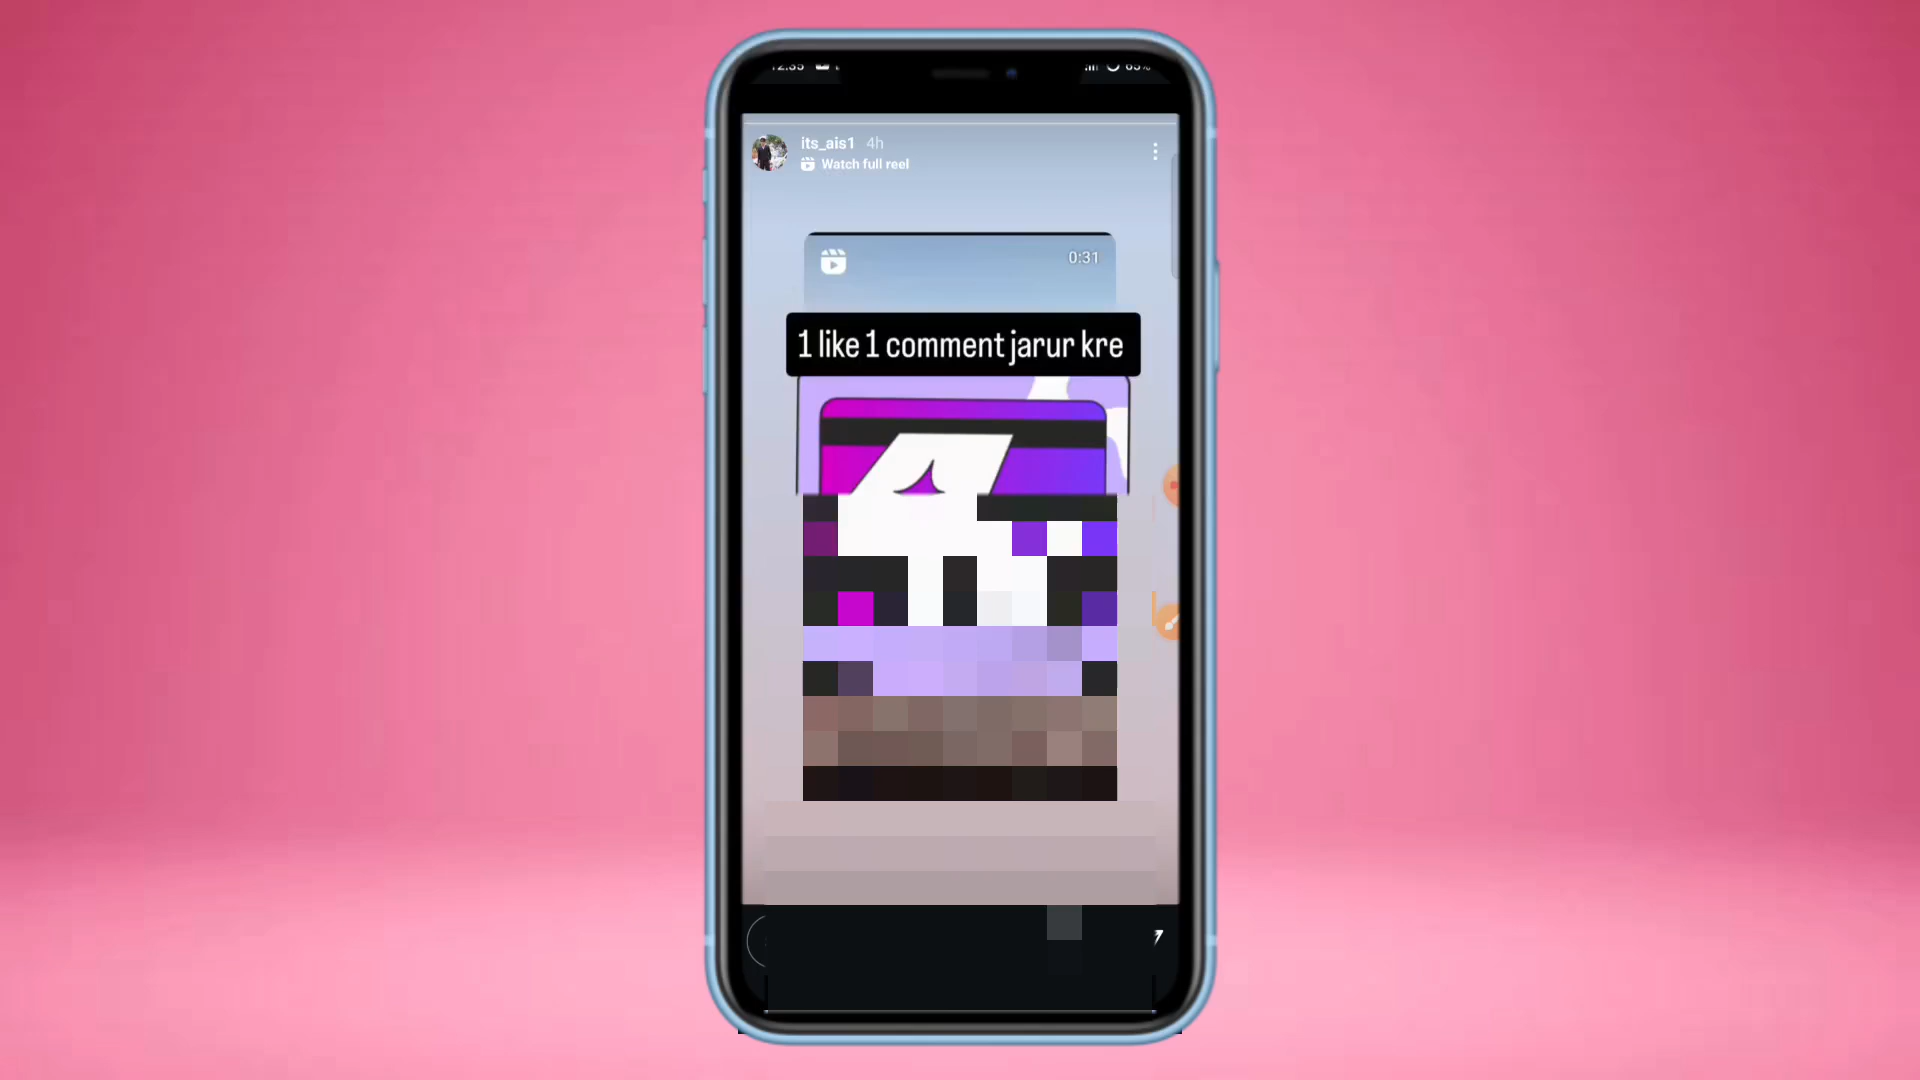 its_ais1 4h
Watch full reel
0:31
1 like 1 comment jarur kre